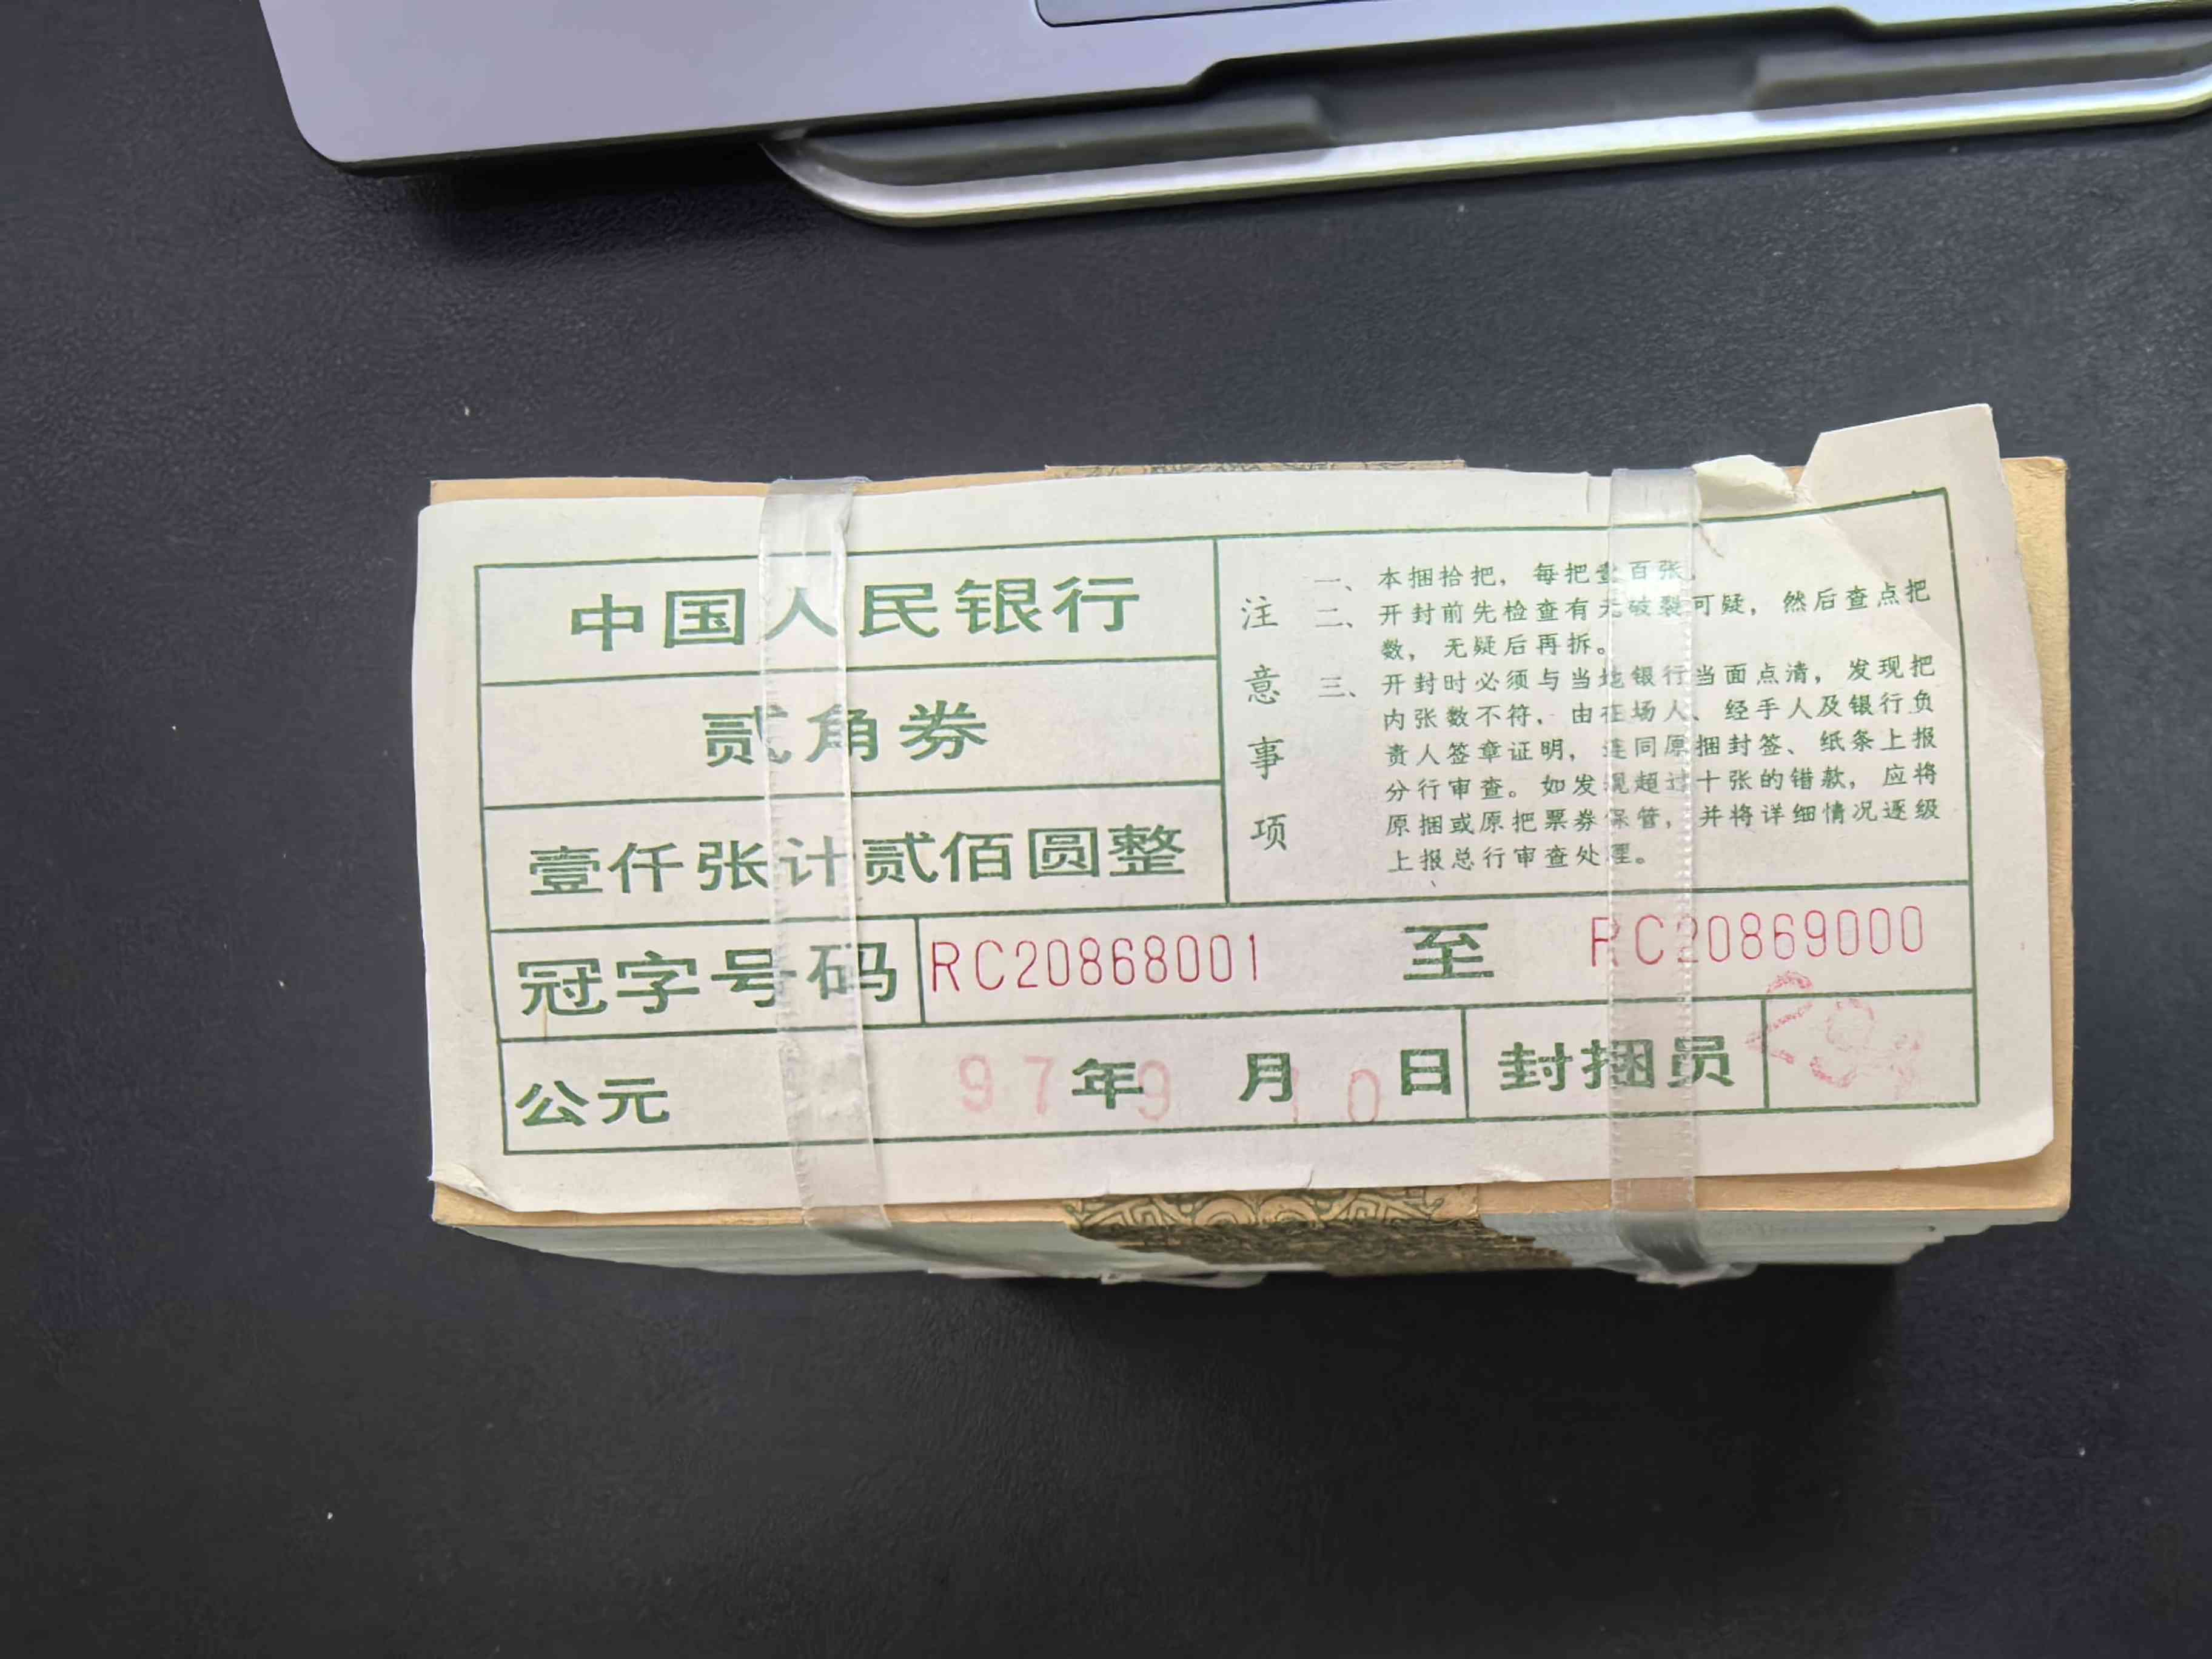 中国人民银行
贰角券
壹仟张计贰佰圆整
注意事项
一、本捆拾把，每把壹百张。
二、开封前先检查有无破裂可疑，然后查点把
数，无疑后再拆。
三、开封时必须与当地银行当面点清，发现把
内张数不符，由在场人、经手人及银行负
责人签章证明，连同原捆封签、纸条上报
分行审查。如发现超过十张的错款，应将
原捆或原把票券保管，并将详细情况逐级
上报总行审查处理。
冠字号码 RC20868001 至 RC20869000
公元 97年9月10日 封捆员